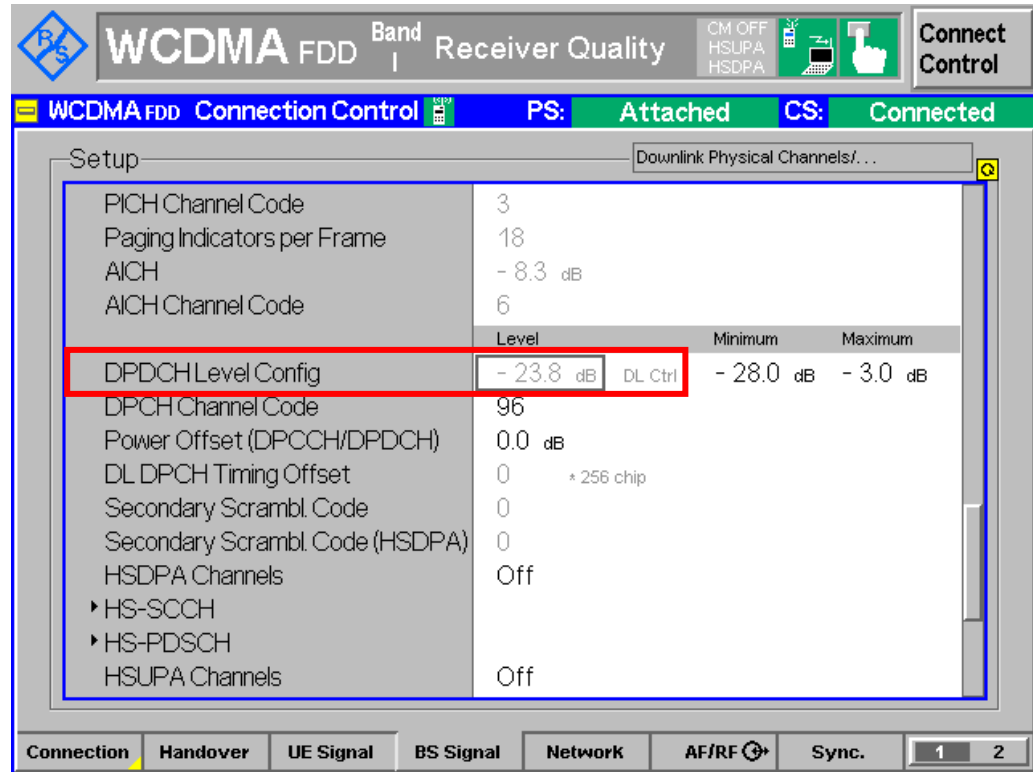 R&S WCDMA FDD Band I Receiver Quality CM OFF HSUPA HSDPA Connect Control
WCDMA FDD Connection Control PS: Attached CS: Connected
Setup Downlink Physical Channels/...
PICH Channel Code 3
Paging Indicators per Frame 18
AICH - 8.3 dB
AICH Channel Code 6
Level Minimum Maximum
DPDCH Level Config - 23.8 dB DL Ctrl - 28.0 dB - 3.0 dB
DPCH Channel Code 96
Power Offset (DPCCH/DPDCH) 0.0 dB
DL DPCH Timing Offset 0 * 256 chip
Secondary Scrambl. Code 0
Secondary Scrambl. Code (HSDPA) 0
HSDPA Channels Off
HS-SCCH
HS-PDSCH
HSUPA Channels Off
Connection Handover UE Signal BS Signal Network AF/RF Sync. 1 2